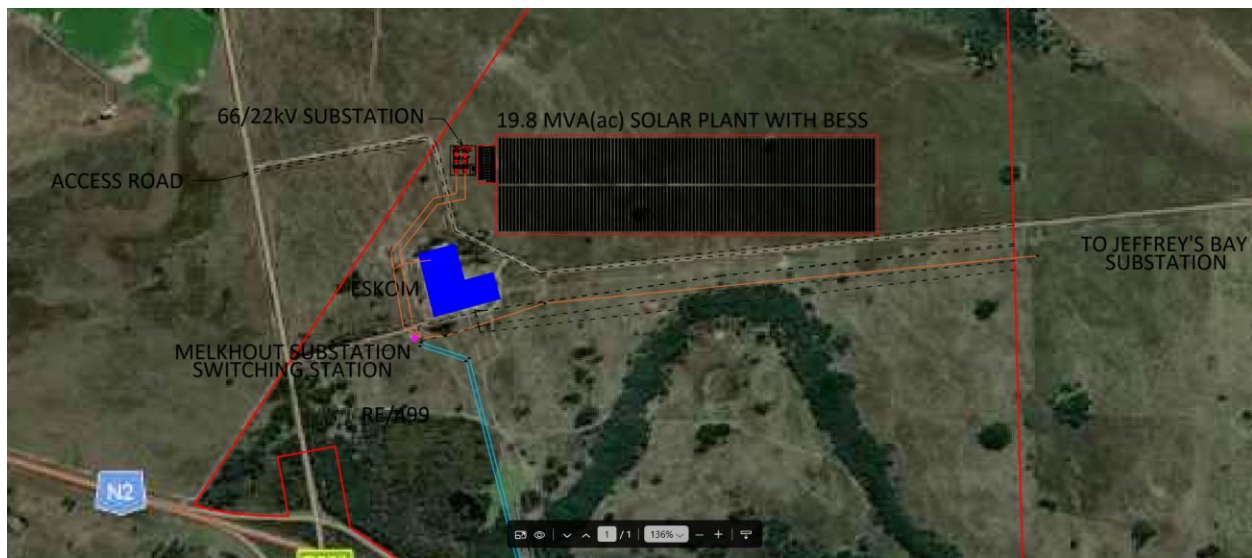 66/22kV SUBSTATION
19.8 MVA(ac) SOLAR PLANT WITH BESS
ACCESS ROAD
TO JEFFREY'S BAY
SUBSTATION
ESKOM
MELKHOUT SUBSTATION
SWITCHING STATION
RE/499
N2
1 / 1
136%